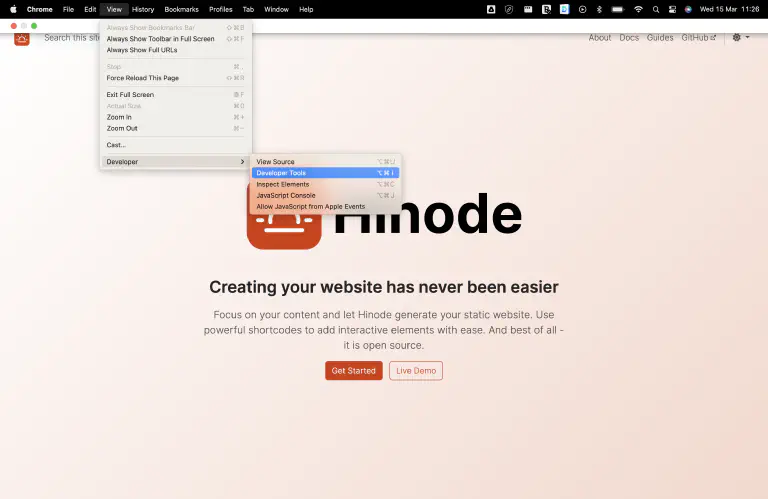 Chrome File Edit View History Bookmarks Profiles Tab Window Help Wed 15 Mar 11:26
Search this site About Docs Guides GitHub
Always Show Bookmarks Bar ⇧⌘B
Always Show Toolbar in Full Screen ⇧⌘F
Always Show Full URLs
Stop ⌘.
Force Reload This Page ⇧⌘R
Exit Full Screen F
Actual Size ⌘0
Zoom In ⌘+
Zoom Out ⌘−
Cast...
Developer
View Source ⌥⌘U
Developer Tools ⌥⌘I
Inspect Elements ⌥⌘C
JavaScript Console ⌥⌘J
Allow JavaScript from Apple Events
Hinode
Creating your website has never been easier
Focus on your content and let Hinode generate your static website. Use
powerful shortcodes to add interactive elements with ease. And best of all -
it is open source.
Get Started Live Demo